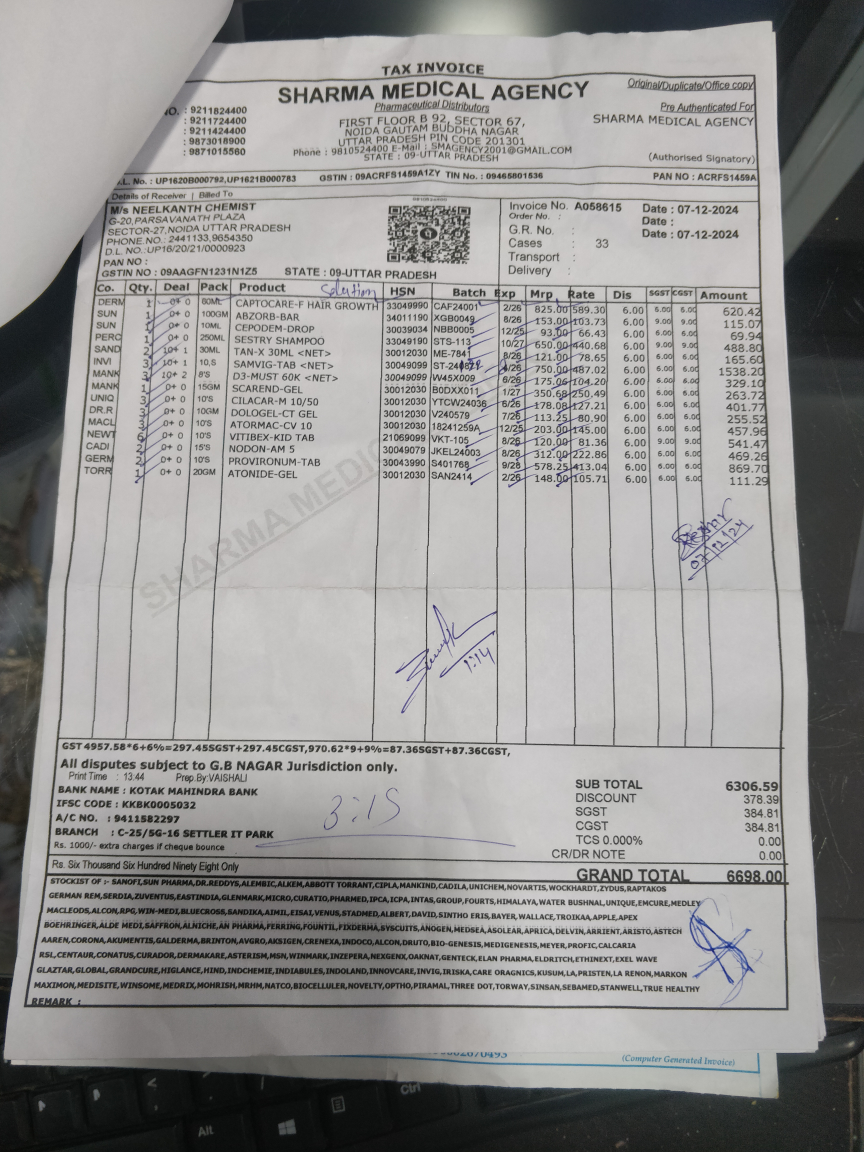 TAX INVOICE
Original/Duplicate/Office copy
SHARMA MEDICAL AGENCY
Pharmaceutical Distributors
NO. : 9211824400
: 9211724400
: 9211424400
: 9873018900
: 9871015560
FIRST FLOOR B 92, SECTOR 67,
NOIDA GAUTAM BUDDHA NAGAR
UTTAR PRADESH PIN CODE 201301
Phone : 9810524400 E-Mail : SMAGENCY2001@GMAIL.COM
STATE : 09-UTTAR PRADESH
Pre Authenticated For
SHARMA MEDICAL AGENCY
(Authorised Signatory)
D.L. No. : UP1620B000792,UP1621B000783 GSTIN : 09ACRFS1459A1ZY TIN No. : 09465801536 PAN NO : ACRFS1459A
Details of Receiver | Billed To
M/s NEELKANTH CHEMIST
G-20,PARSAVANATH PLAZA
SECTOR-27,NOIDA UTTAR PRADESH
PHONE.NO.: 2441133,9654350
D.L.NO.:UP16/20/21/0000923
PAN NO :
GSTIN NO : 09AAGFN1231N1Z5 STATE : 09-UTTAR PRADESH
Invoice No. A058615 Date : 07-12-2024
Order No. : Date :
G.R. No. : Date : 07-12-2024
Cases : 33
Transport :
Delivery :
Solution
Co. Qty. Deal Pack Product HSN Batch Exp Mrp. Rate Dis SGST CGST Amount
DERM 1 0+ 0 80ML CAPTOCARE-F HAIR GROWTH 33049990 CAF24001 2/26 825.00 589.30 6.00 6.00 6.00 620.42
SUN 1 0+ 0 100GM ABZORB-BAR 34011190 XGB0049 8/26 153.00 103.73 6.00 9.00 9.00 115.07
SUN 1 0+ 0 10ML CEPODEM-DROP 30039034 NBB0005 12/25 93.00 66.43 6.00 6.00 6.00 69.94
PERC 1 0+ 0 250ML SESTRY SHAMPOO STS-113 10/27 650.00 440.68 6.00 9.00 9.00 488.80
SAND 2 10+ 1 30ML TAN-X 30ML <NET> 30012030 ME-7841 8/26 121.00 78.65 6.00 6.00 6.00 165.60
INVI 3 10+ 1 10,S SAMVIG-TAB <NET> 30049099 4/26 750.00 487.02 6.00 6.00 6.00 1538.20
MANK 3 10+ 2 8'S D3-MUST 60K <NET> 30049099 W45X009 6/26 175.06 104.20 6.00 6.00 6.00 329.10
MANK 1 0+ 0 15GM SCAREND-GEL 30012030 B0DXX011 1/27 350.68 250.49 6.00 6.00 6.00 263.72
UNIQ 3 0+ 0 10'S CILACAR-M 10/50 30012030 YTCW24036 6/26 178.08 127.21 6.00 6.00 6.00 401.77
DR.R 3 0+ 0 10GM DOLOGEL-CT GEL 30012030 V240579 7/26 113.25 80.90 6.00 6.00 6.00 255.52
MACL 3 0+ 0 10'S ATORMAC-CV 10 30012030 18241259A 12/25 203.00 145.00 6.00 6.00 6.00 457.96
NEWT 6 0+ 0 10'S VITIBEX-KID TAB 21069099 VKT-105 8/26 120.00 81.36 6.00 9.00 9.00 541.47
CADI 2 0+ 0 15'S NODON-AM 5 30049079 JKEL24003 8/26 312.00 222.86 6.00 6.00 6.00 469.26
GERM 2 0+ 0 10'S PROVIRONUM-TAB 30043990 S401768 9/28 578.25 413.04 6.00 6.00 6.00 869.70
TORR 1 0+ 0 20GM ATONIDE-GEL 30012030 SAN2414 2/26 148.00 105.71 6.00 6.00 6.00 111.29
SHARMA MEDIC
07/12/24
GST 4957.58*6+6%=297.45SGST+297.45CGST,970.62*9+9%=87.36SGST+87.36CGST,
All disputes subject to G.B NAGAR Jurisdiction only.
Print Time : 13:44 Prep.By:VAISHALI
BANK NAME : KOTAK MAHINDRA BANK
IFSC CODE : KKBK0005032
A/C NO. : 9411582297
BRANCH : C-25/5G-16 SETTLER IT PARK
Rs. 1000/- extra charges if cheque bounce
3:15
SUB TOTAL 6306.59
DISCOUNT 378.39
SGST 384.81
CGST 384.81
TCS 0.000% 0.00
CR/DR NOTE 0.00
Rs. Six Thousand Six Hundred Ninety Eight Only
GRAND TOTAL 6698.00
STOCKIST OF :- SANOFI,SUN PHARMA,DR.REDDYS,ALEMBIC,ALKEM,ABBOTT TORRANT,CIPLA,MANKIND,CADILA,UNICHEM,NOVARTIS,WOCKHARDT,ZYDUS,RAPTAKOS
GERMAN REM,SERDIA,ZUVENTUS,EASTINDIA,GLENMARK,MICRO,CURATIO,PHARMED,IPCA,ICPA,INTAS,GROUP,FOURTS,HIMALAYA,WATER BUSHNAL,UNIQUE,EMCURE,MEDLEY
MACLEODS,ALCON,RPG,WIN-MEDI,BLUECROSS,SANDIKA,AIMIL,EISAI,VENUS,STADMED,ALBERT,DAVID,SINTHO ERIS,BAYER,WALLACE,TROIKAA,APPLE,APEX
BOEHRINGER,ALDE MEDI,SAFFRON,ALNICHE,AN PHARMA,FERRING,FOUNTIL,FIXDERMA,SYSCUITS,ANOGEN,MEDSEA,ASOLEAR,APRICA,DELVIN,ARRIENT,ARISTO,ASTECH
AAREN,CORONA,AKUMENTIS,GALDERMA,BRINTON,AVGRO,AKSIGEN,CRENEXA,INDOCO,ALCON,DRUTO,BIO-GENESIS,MEDIGENESIS,MEYER,PROFIC,CALCARIA
RSL,CENTAUR,CONATUS,CURADOR,DERMAKARE,ASTERISM,MSN,WINMARK,INZPERA,NEXGENX,OAKNAT,GENTECK,ELAN PHARMA,ELDRITCH,ETHINEXT,EXEL WAVE
GLAZTAR,GLOBAL,GRANDCURE,HIGLANCE,HIND,INDCHEMIE,INDIABULES,INDOLAND,INNOVCARE,INVIG,IRISKA,CARE ORAGNICS,KUSUM,LA,PRISTEN,LA RENON,MARKON
MAXIMON,MEDISITE,WINSOME,MEDRIX,MOHRISH,MRHM,NATCO,BIOCELLULER,NOVELTY,OPTHO,PIRAMAL,THREE DOT,TORWAY,SINSAN,SEBAMED,STANWELL,TRUE HEALTHY
REMARK :
(Computer Generated Invoice)
Alt
Ctrl